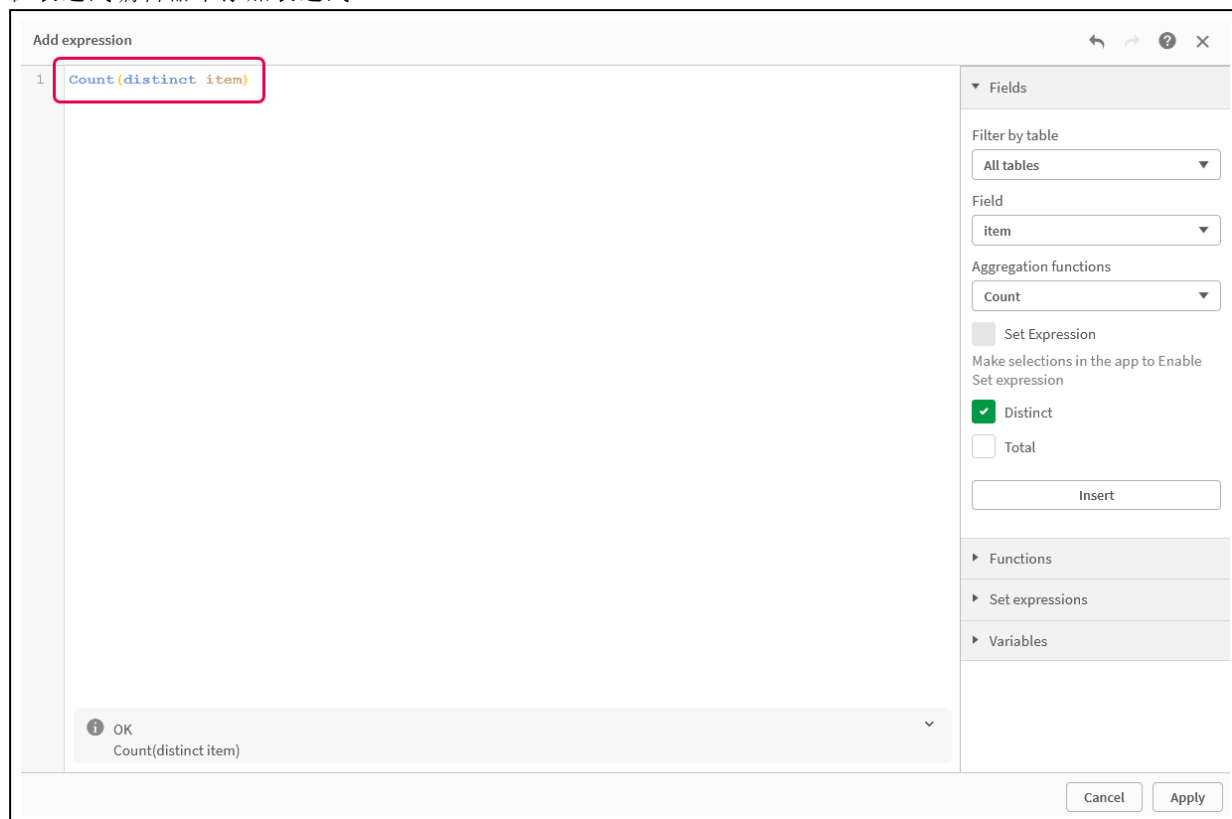 Add expression
1 Count(distinct item)
Fields
Filter by table
All tables
Field
item
Aggregation functions
Count
Set Expression
Make selections in the app to Enable
Set expression
Distinct
Total
Insert
Functions
Set expressions
Variables
OK
Count(distinct item)
Cancel Apply